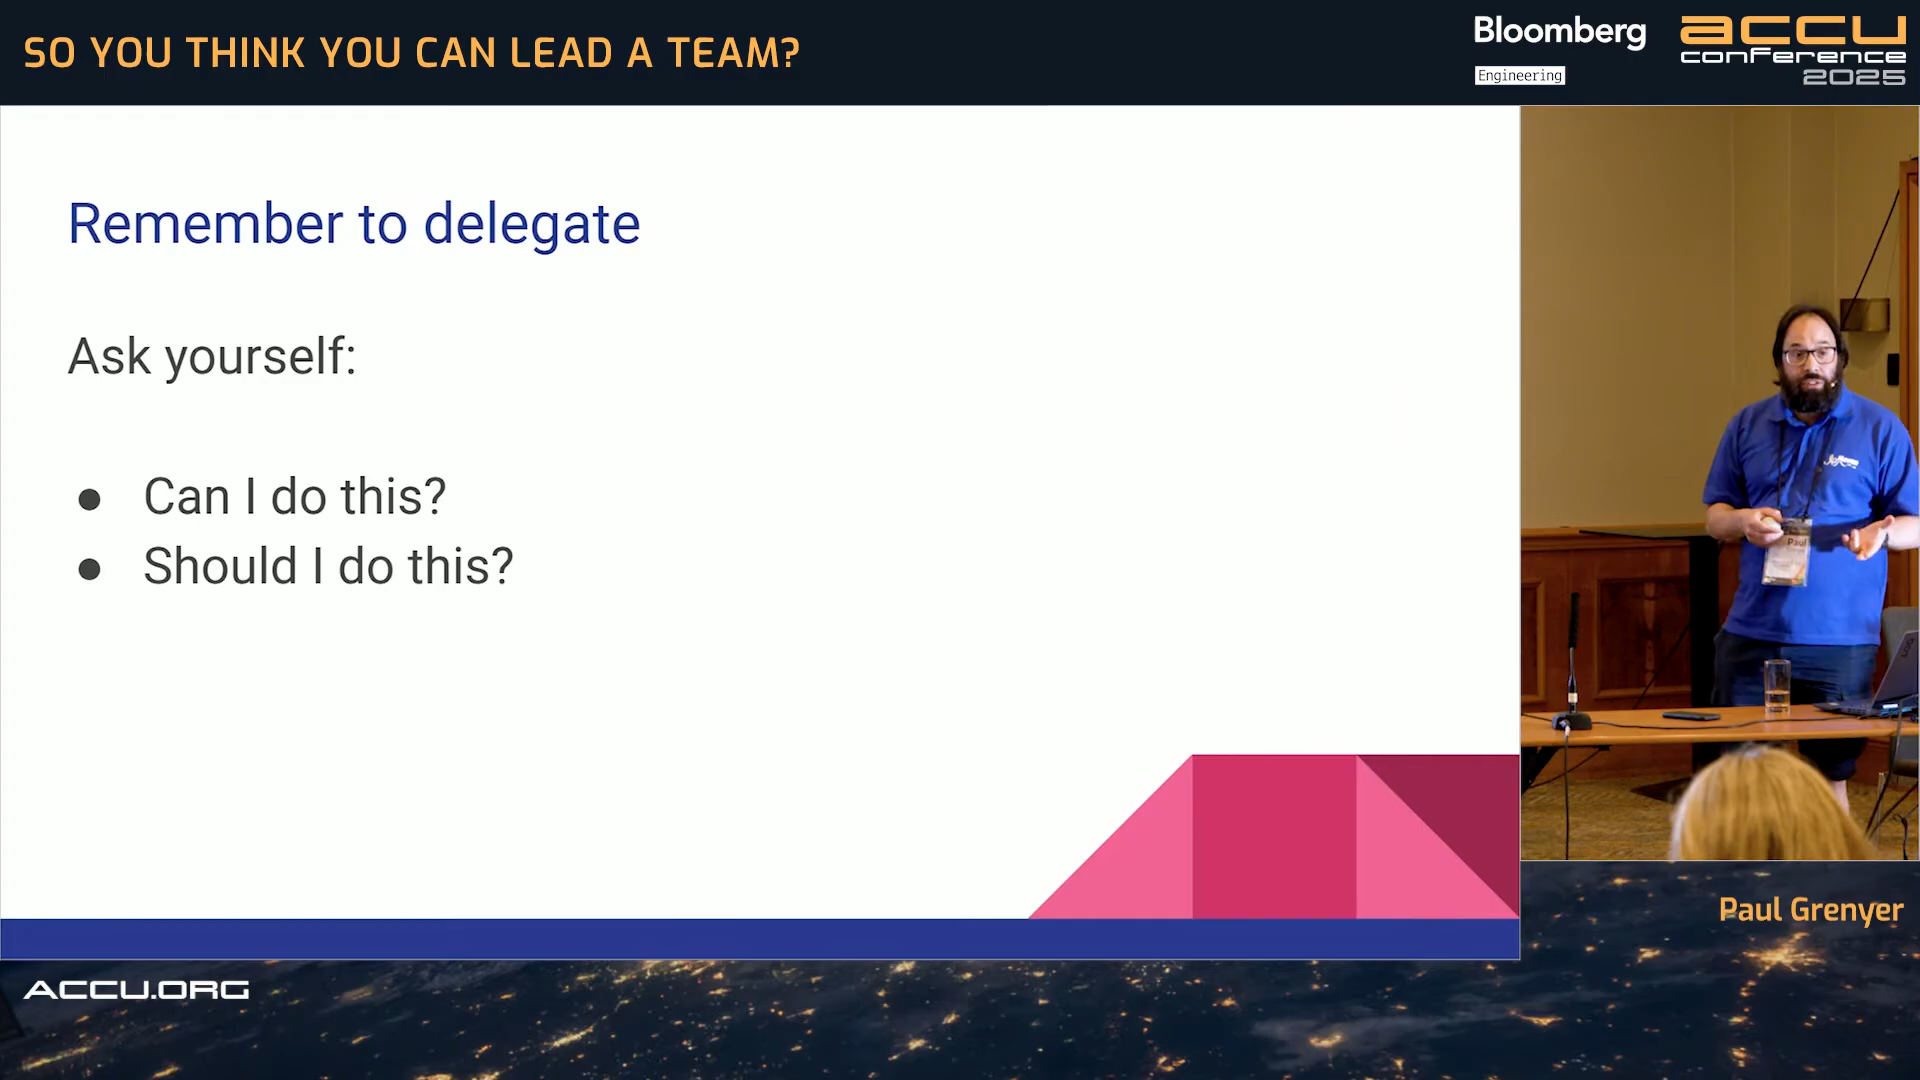 SO YOU THINK YOU CAN LEAD A TEAM?
Bloomberg
Engineering
accu
conference
2025
Remember to delegate
Ask yourself:
● Can I do this?
● Should I do this?
Paul
Paul Grenyer
ACCU.ORG